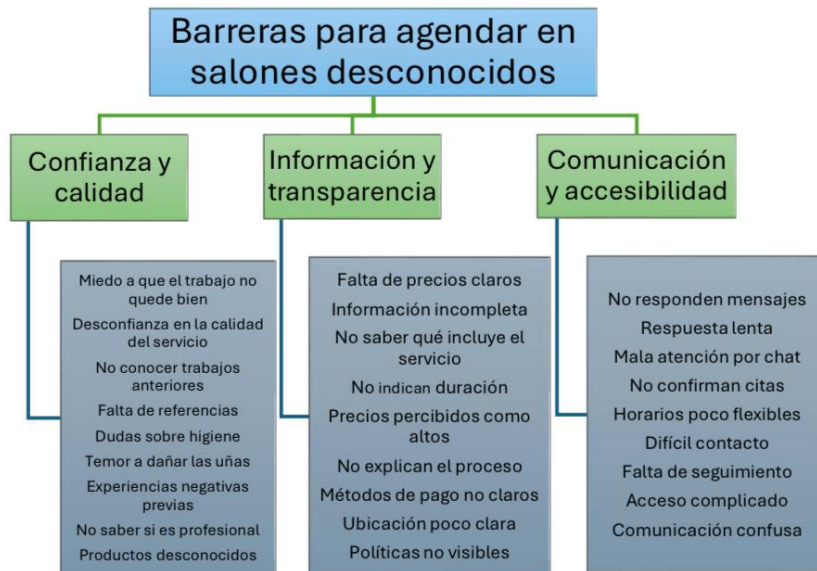 Barreras para agendar en
salones desconocidos
Confianza y
calidad
Miedo a que el trabajo no
quede bien
Desconfianza en la calidad
del servicio
No conocer trabajos
anteriores
Falta de referencias
Dudas sobre higiene
Temor a dañar las uñas
Experiencias negativas
previas
No saber si es profesional
Productos desconocidos
Información y
transparencia
Falta de precios claros
Información incompleta
No saber qué incluye el
servicio
No indican duración
Precios percibidos como
altos
No explican el proceso
Métodos de pago no claros
Ubicación poco clara
Políticas no visibles
Comunicación
y accesibilidad
No responden mensajes
Respuesta lenta
Mala atención por chat
No confirman citas
Horarios poco flexibles
Difícil contacto
Falta de seguimiento
Acceso complicado
Comunicación confusa